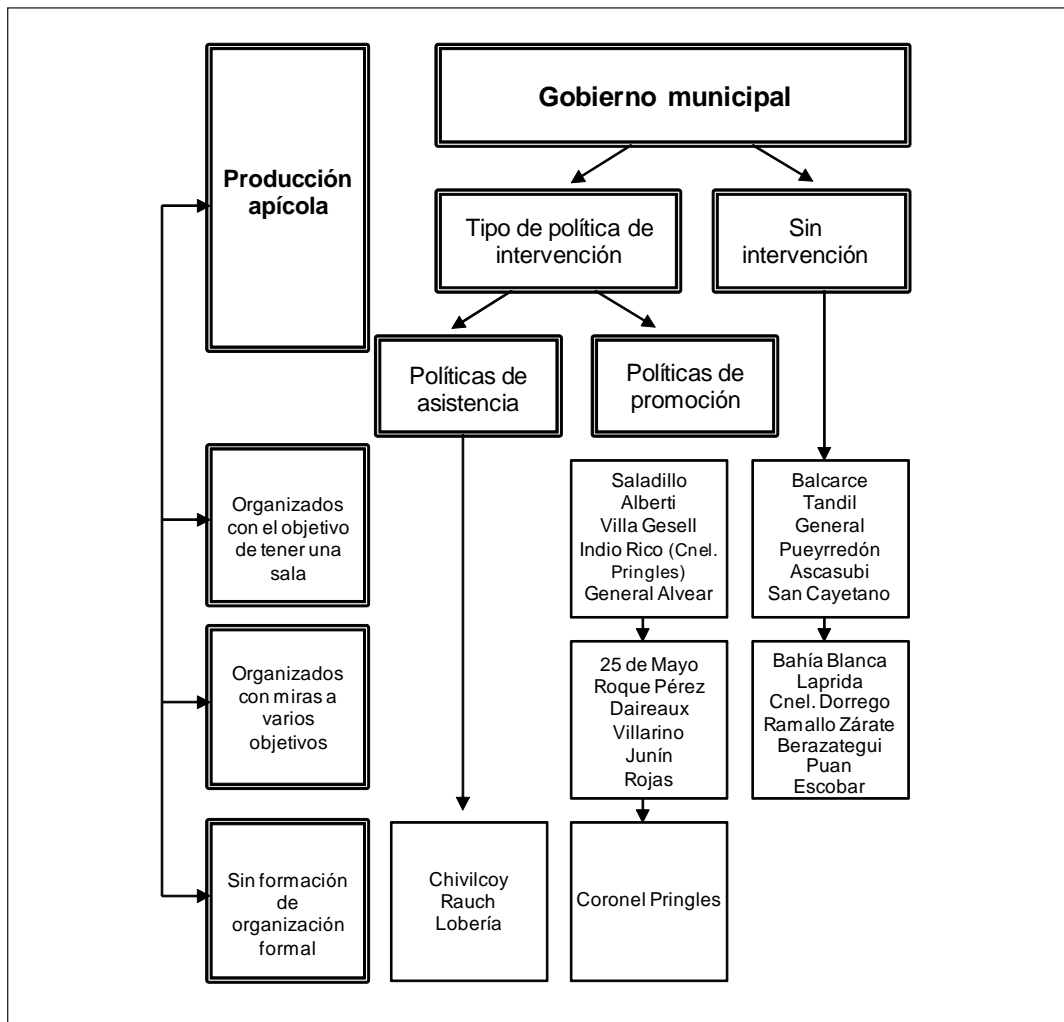 Gobierno municipal
Producción
apícola
Tipo de política de
intervención
Sin
intervención
Políticas de
asistencia
Políticas de
promoción
Organizados
con el objetivo
de tener una
sala
Saladillo
Alberti
Villa Gesell
Indio Rico (Cnel.
Pringles)
General Alvear
Balcarce
Tandil
General
Pueyrredón
Ascasubi
San Cayetano
Organizados
con miras a
varios
objetivos
25 de Mayo
Roque Pérez
Daireaux
Villarino
Junín
Rojas
Bahía Blanca
Laprida
Cnel. Dorrego
Ramallo Zárate
Berazategui
Puan
Escobar
Sin formación
de
organización
formal
Chivilcoy
Rauch
Lobería
Coronel Pringles